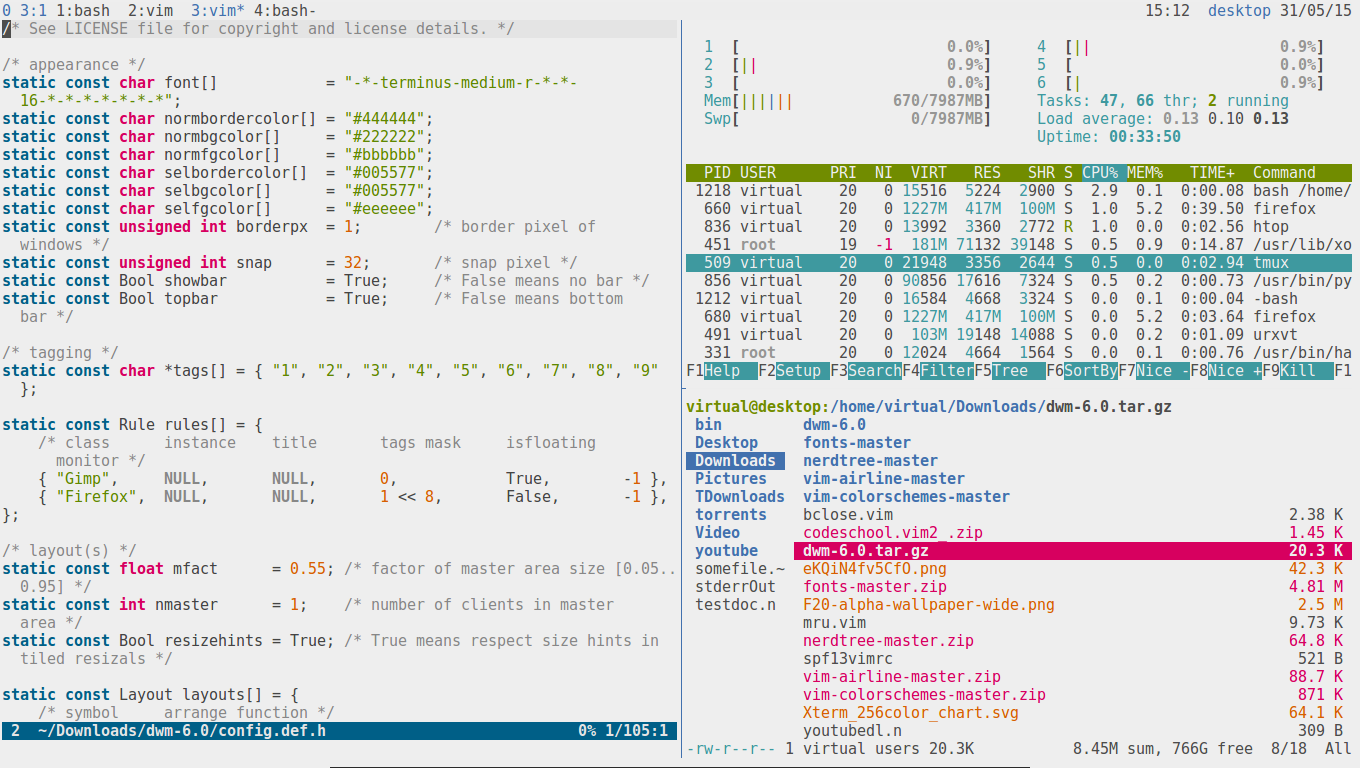 0 3:1 1:bash  2:vim  3:vim* 4:bash-                15:12  desktop 31/05/15
/* See LICENSE file for copyright and license details. */

/* appearance */
static const char font[]            = "-*-terminus-medium-r-*-*-
  16-*-*-*-*-*-*-*";
static const char normbordercolor[] = "#444444";
static const char normbgcolor[]     = "#222222";
static const char normfgcolor[]     = "#bbbbbb";
static const char selbordercolor[]  = "#005577";
static const char selbgcolor[]      = "#005577";
static const char selfgcolor[]      = "#eeeeee";
static const unsigned int borderpx  = 1;        /* border pixel of
  windows */
static const unsigned int snap      = 32;       /* snap pixel */
static const Bool showbar           = True;     /* False means no bar */
static const Bool topbar            = True;     /* False means bottom
  bar */

/* tagging */
static const char *tags[] = { "1", "2", "3", "4", "5", "6", "7", "8", "9"
  };

static const Rule rules[] = {
    /* class      instance    title       tags mask     isfloating
      monitor */
    { "Gimp",     NULL,       NULL,       0,            True,        -1 },
    { "Firefox",  NULL,       NULL,       1 << 8,       False,       -1 },
};

/* layout(s) */
static const float mfact      = 0.55; /* factor of master area size [0.05..
  0.95] */
static const int nmaster      = 1;    /* number of clients in master
  area */
static const Bool resizehints = True; /* True means respect size hints in
  tiled resizals */

static const Layout layouts[] = {
    /* symbol     arrange function */
 2  ~/Downloads/dwm-6.0/config.def.h                            0% 1/105:1
  1  [                       0.0%]     4  [||                     0.9%]
  2  [||                     0.9%]     5  [                       0.0%]
  3  [                       0.0%]     6  [|                      0.9%]
  Mem[||||||           670/7987MB]     Tasks: 47, 66 thr; 2 running
  Swp[                   0/7987MB]     Load average: 0.13 0.10 0.13
                                       Uptime: 00:33:50

  PID USER      PRI  NI  VIRT   RES   SHR S CPU% MEM%   TIME+  Command
 1218 virtual    20   0 15516  5224  2900 S  2.9  0.1  0:00.08 bash /home/
  660 virtual    20   0 1227M  417M  100M S  1.0  5.2  0:39.50 firefox
  836 virtual    20   0 13992  3360  2772 R  1.0  0.0  0:02.56 htop
  451 root       19  -1  181M 71132 39148 S  0.5  0.9  0:14.87 /usr/lib/xo
  509 virtual    20   0 21948  3356  2644 S  0.5  0.0  0:02.94 tmux
  856 virtual    20   0 90856 17616  7324 S  0.5  0.2  0:00.73 /usr/bin/py
 1212 virtual    20   0 16584  4668  3324 S  0.0  0.1  0:00.04 -bash
  680 virtual    20   0 1227M  417M  100M S  0.0  5.2  0:03.64 firefox
  491 virtual    20   0  103M 19148 14088 S  0.0  0.2  0:01.09 urxvt
  331 root       20   0 12024  4664  1564 S  0.0  0.1  0:00.76 /usr/bin/ha
F1Help  F2Setup F3SearchF4FilterF5Tree  F6SortByF7Nice -F8Nice +F9Kill  F1

virtual@desktop:/home/virtual/Downloads/dwm-6.0.tar.gz
 bin         dwm-6.0
 Desktop     fonts-master
 Downloads   nerdtree-master
 Pictures    vim-airline-master
 TDownloads  vim-colorschemes-master
 torrents    bclose.vim                                            2.38 K
 Video       codeschool.vim2_.zip                                  1.45 K
 youtube     dwm-6.0.tar.gz                                        20.3 K
 somefile.~  eKQiN4fv5CfO.png                                      42.3 K
 stderrOut   fonts-master.zip                                      4.81 M
 testdoc.n   F20-alpha-wallpaper-wide.png                           2.5 M
             mru.vim                                               9.73 K
             nerdtree-master.zip                                   64.8 K
             spf13vimrc                                             521 B
             vim-airline-master.zip                                88.7 K
             vim-colorschemes-master.zip                            871 K
             Xterm_256color_chart.svg                              64.1 K
             youtubedl.n                                            309 B
-rw-r--r-- 1 virtual users 20.3K           8.45M sum, 766G free  8/18  All